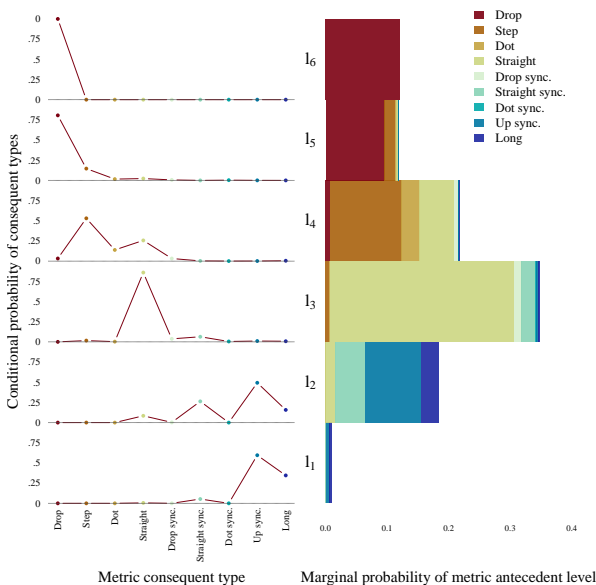 Conditional probability of consequent types
1
.75
.5
.25
0
.75
.5
.25
0
.75
.5
.25
0
.75
.5
.25
0
.75
.5
.25
0
.75
.5
.25
0
Drop
Step
Dot
Straight
Drop sync.
Straight sync.
Dot sync.
Up sync.
Long
Metric consequent type
Drop
Step
Dot
Straight
Drop sync.
Straight sync.
Dot sync.
Up sync.
Long
l6
l5
l4
l3
l2
l1
0.0
0.1
0.2
0.3
0.4
Marginal probability of metric antecedent level